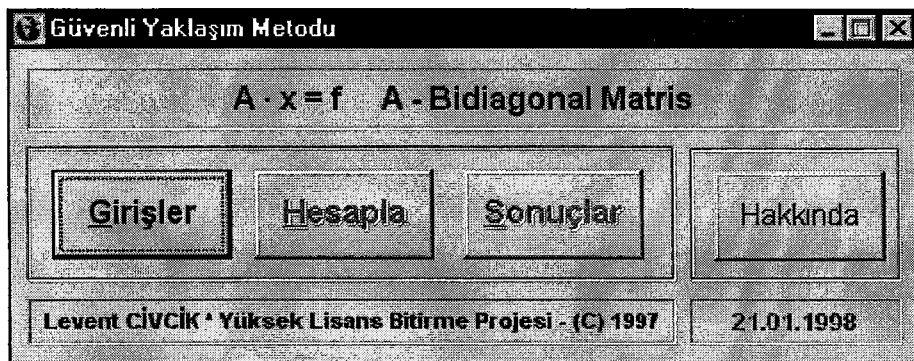 Güvenli Yaklaşım Metodu
A · x = f A - Bidiagonal Matris
Girişler Hesapla Sonuçlar Hakkında
Levent CİVCİK * Yüksek Lisans Bitirme Projesi - (C) 1997 21.01.1998